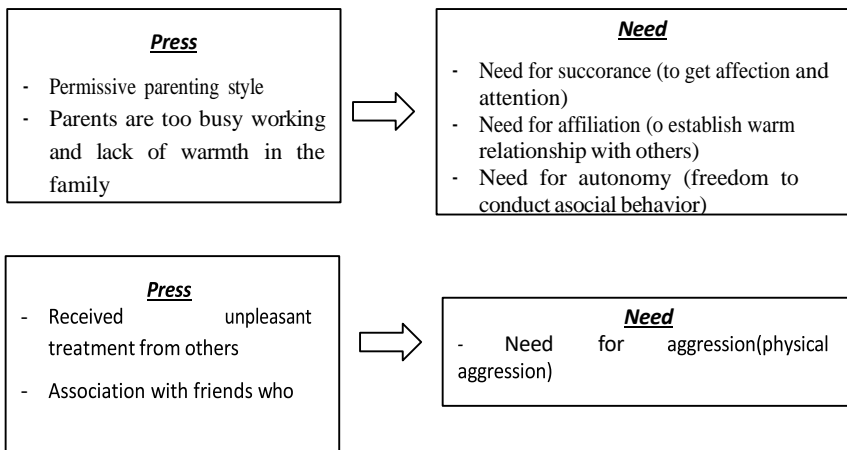 Press
- Permissive parenting style
- Parents are too busy working
and lack of warmth in the
family
Need
- Need for succorance (to get affection and
attention)
- Need for affiliation (o establish warm
relationship with others)
- Need for autonomy (freedom to
conduct asocial behavior)
Press
- Received unpleasant
treatment from others
- Association with friends who
Need
- Need for aggression(physical
aggression)